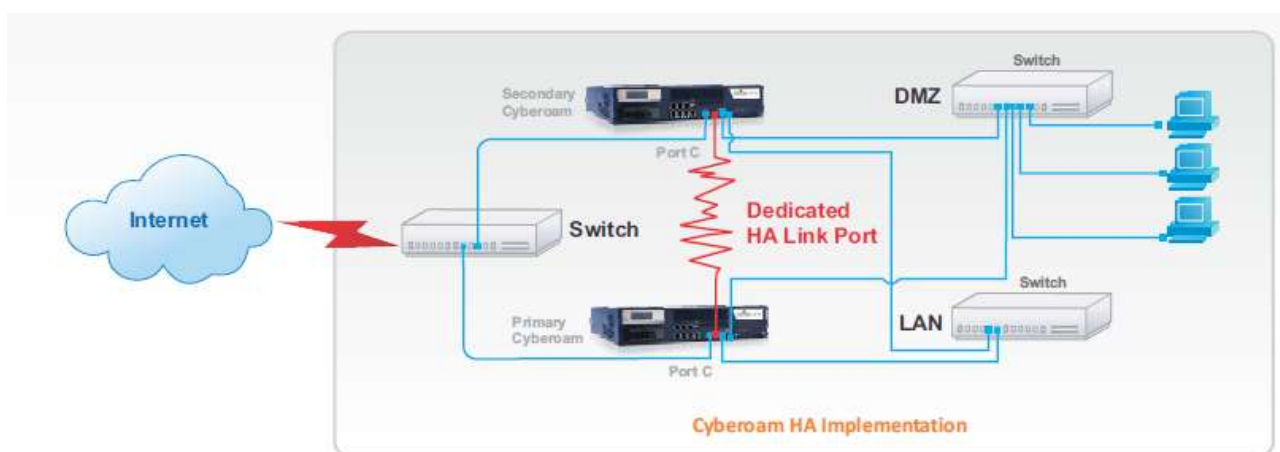 Switch
Secondary
Cyberoam
DMZ
Port C
Internet
Dedicated
HA Link Port
Switch
Switch
Primary
Cyberoam
LAN
Port C
Cyberoam HA Implementation